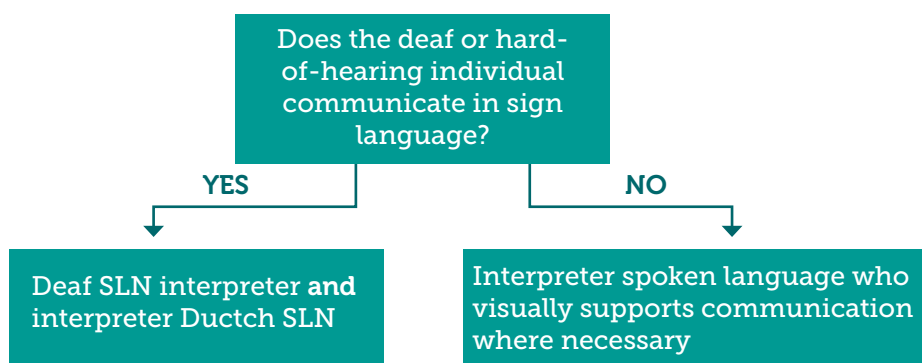 Does the deaf or hard-
of-hearing individual
communicate in sign
language?
YES
NO
Deaf SLN interpreter and
interpreter Ductch SLN
Interpreter spoken language who
visually supports communication
where necessary